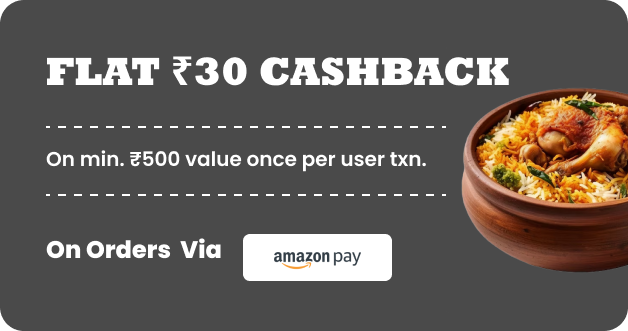 FLAT ₹30 CASHBACK
On min. ₹500 value once per user txn.
On Orders Via amazon pay